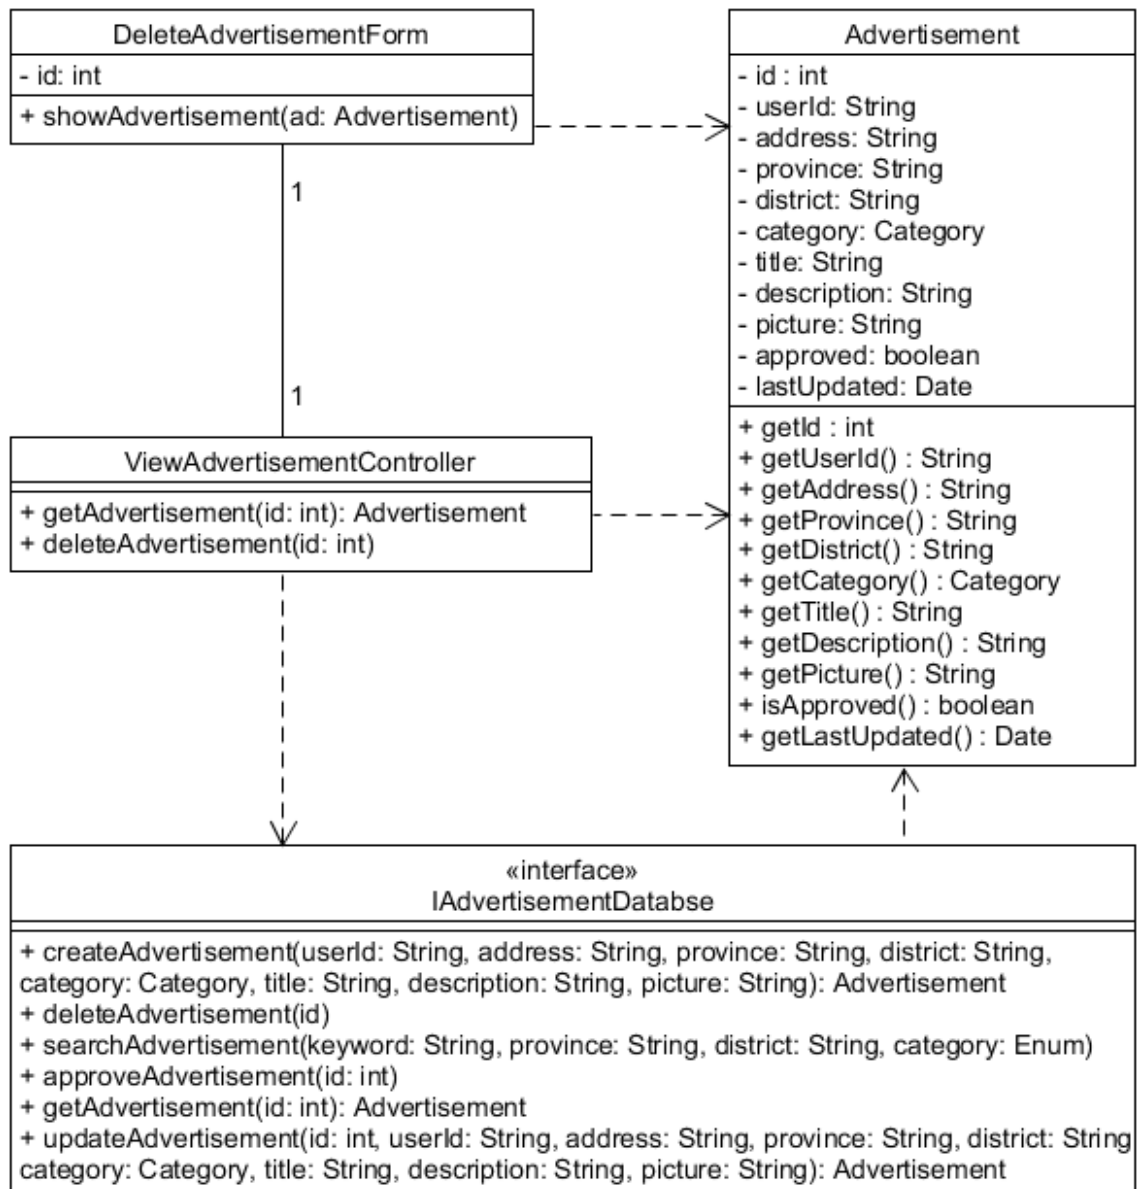 DeleteAdvertisementForm
- id: int
+ showAdvertisement(ad: Advertisement)
1
1
ViewAdvertisementController
+ getAdvertisement(id: int): Advertisement
+ deleteAdvertisement(id: int)
Advertisement
- id : int
- userId: String
- address: String
- province: String
- district: String
- category: Category
- title: String
- description: String
- picture: String
- approved: boolean
- lastUpdated: Date
+ getId : int
+ getUserId() : String
+ getAddress() : String
+ getProvince() : String
+ getDistrict() : String
+ getCategory() : Category
+ getTitle() : String
+ getDescription() : String
+ getPicture() : String
+ isApproved() : boolean
+ getLastUpdated() : Date
«interface»
IAdvertisementDatabse
+ createAdvertisement(userId: String, address: String, province: String, district: String,
category: Category, title: String, description: String, picture: String): Advertisement
+ deleteAdvertisement(id)
+ searchAdvertisement(keyword: String, province: String, district: String, category: Enum)
+ approveAdvertisement(id: int)
+ getAdvertisement(id: int): Advertisement
+ updateAdvertisement(id: int, userId: String, address: String, province: String, district: String
category: Category, title: String, description: String, picture: String): Advertisement